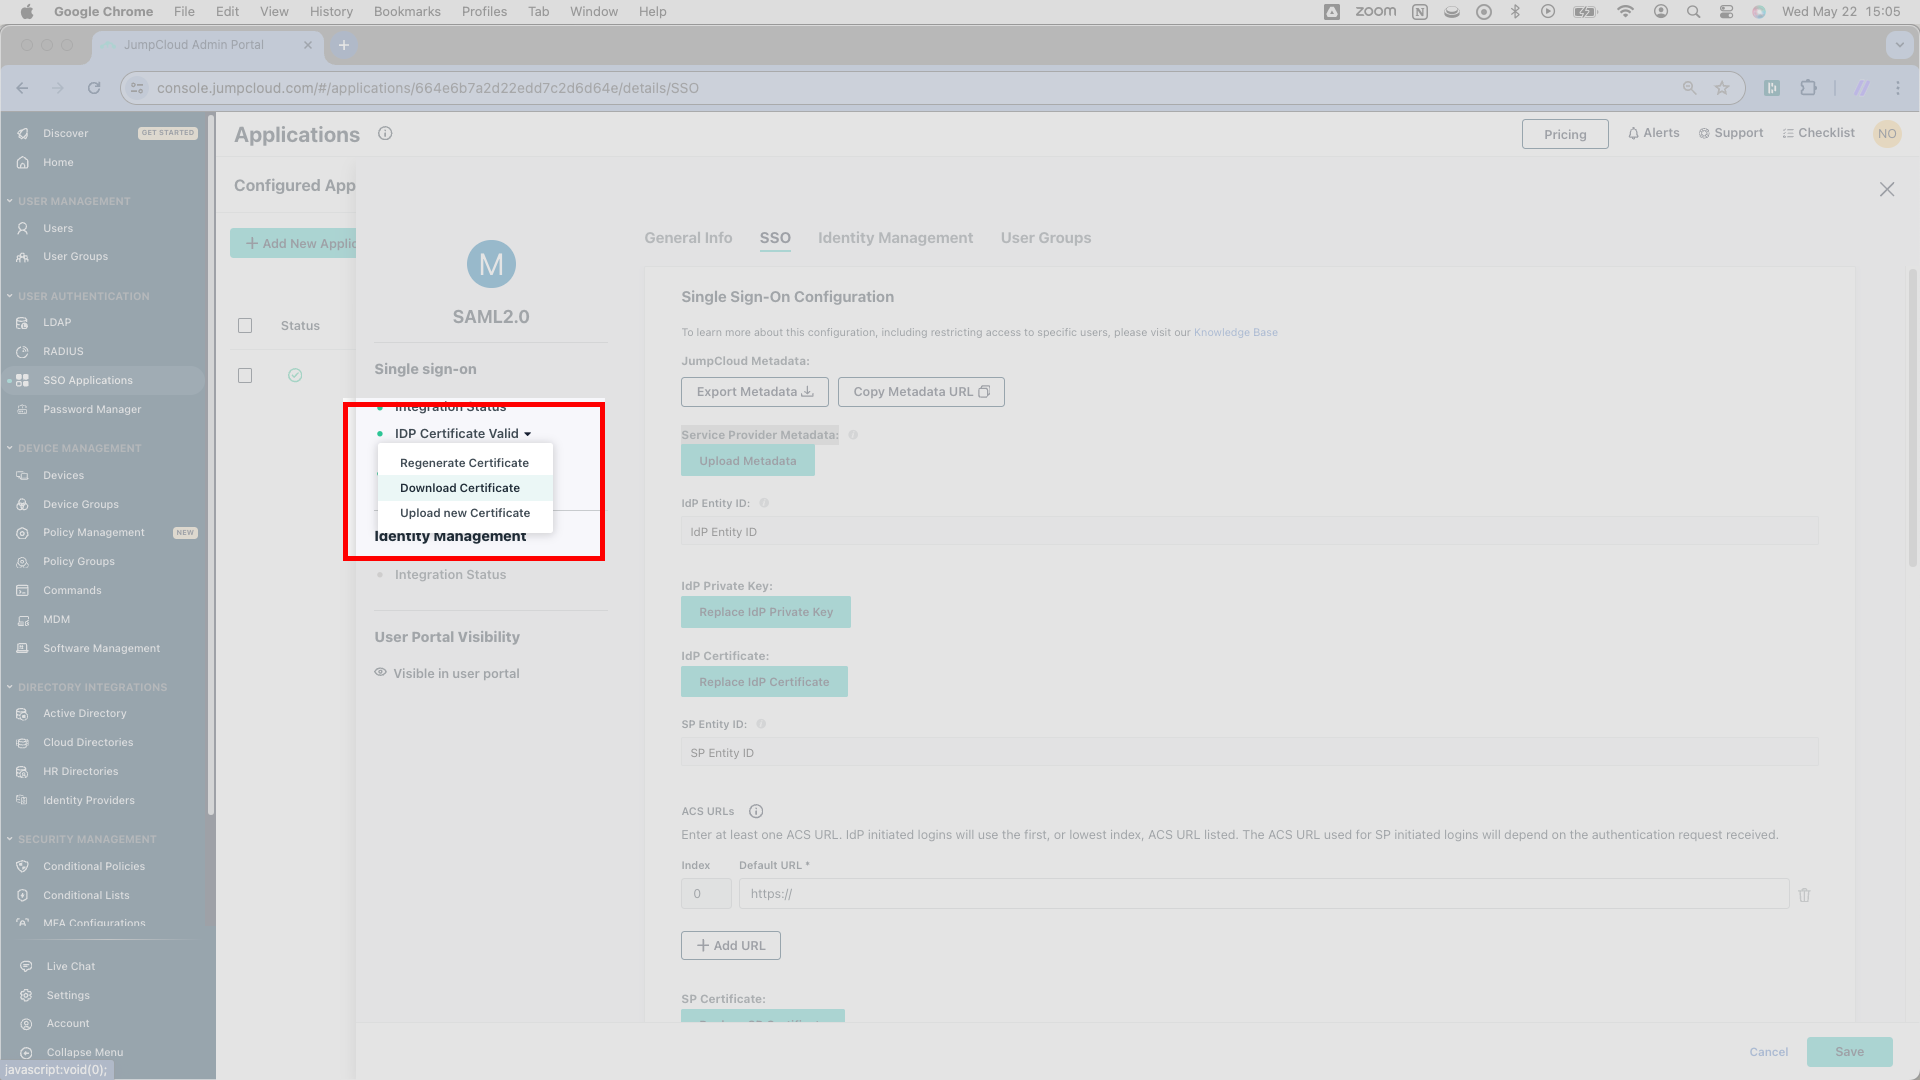 Google Chrome File Edit View History Bookmarks Profiles Tab Window Help zoom Wed May 22 15:05
JumpCloud Admin Portal
console.jumpcloud.com/#/applications/664e6b7a2d22edd7c2d6d64e/details/SSO
Discover GET STARTED
Home
USER MANAGEMENT
Users
User Groups
USER AUTHENTICATION
LDAP
RADIUS
SSO Applications
Password Manager
DEVICE MANAGEMENT
Devices
Device Groups
Policy Management NEW
Policy Groups
Commands
MDM
Software Management
DIRECTORY INTEGRATIONS
Active Directory
Cloud Directories
HR Directories
Identity Providers
SECURITY MANAGEMENT
Conditional Policies
Conditional Lists
MFA Configurations
Live Chat
Settings
Account
Collapse Menu
javascript:void(0);
Applications
Pricing Alerts Support Checklist NO
Configured App
Add New Applic
Status
M
SAML2.0
Single sign-on
Integration Status
IDP Certificate Valid
Regenerate Certificate
Download Certificate
Upload new Certificate
Identity Management
Integration Status
User Portal Visibility
Visible in user portal
General Info SSO Identity Management User Groups
Single Sign-On Configuration
To learn more about this configuration, including restricting access to specific users, please visit our Knowledge Base
JumpCloud Metadata:
Export Metadata Copy Metadata URL
Service Provider Metadata:
Upload Metadata
IdP Entity ID:
IdP Entity ID
IdP Private Key:
Replace IdP Private Key
IdP Certificate:
Replace IdP Certificate
SP Entity ID:
SP Entity ID
ACS URLs
Enter at least one ACS URL. IdP initiated logins will use the first, or lowest index, ACS URL listed. The ACS URL used for SP initiated logins will depend on the authentication request received.
Index Default URL *
0 https://
Add URL
SP Certificate:
Cancel Save